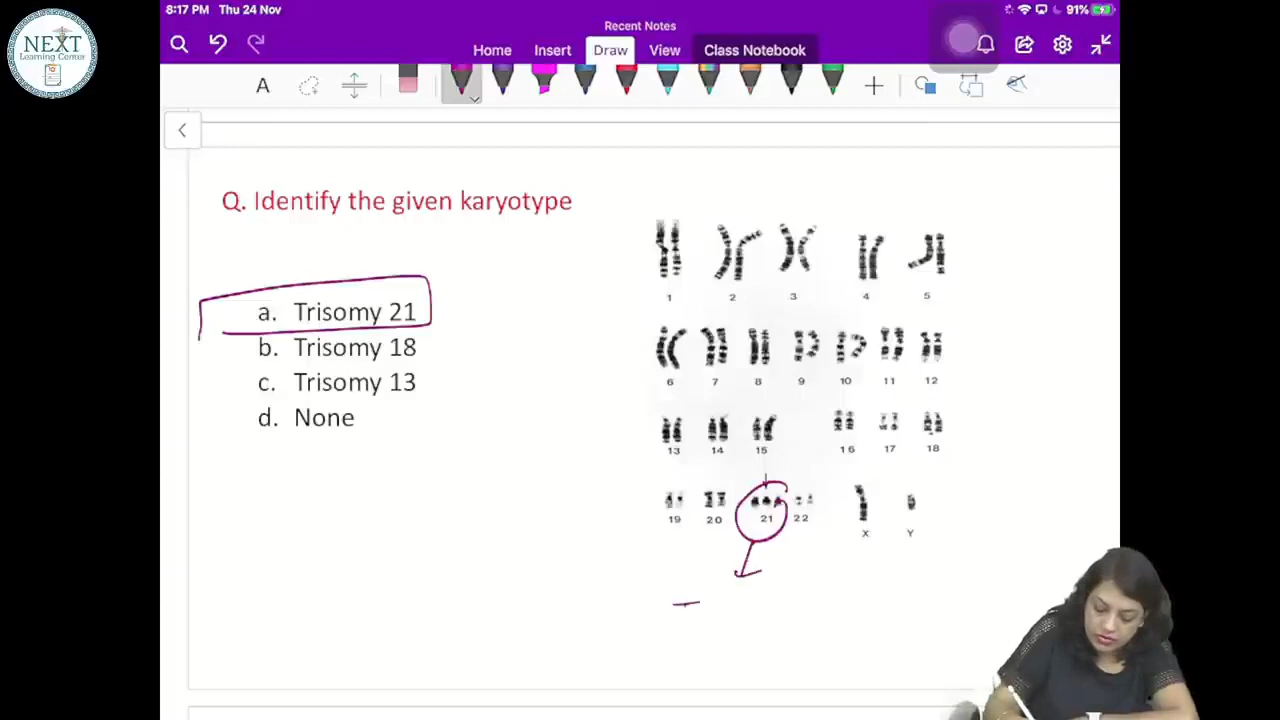 8:17 PM Thu 24 Nov
91%
Recent Notes
NEXT
Learning Center
Home Insert Draw View Class Notebook
A
Q. Identify the given karyotype
a. Trisomy 21
b. Trisomy 18
c. Trisomy 13
d. None
1 2 3 4 5
6 7 8 9 10 11 12
13 14 15 16 17 18
19 20 21 22
X Y